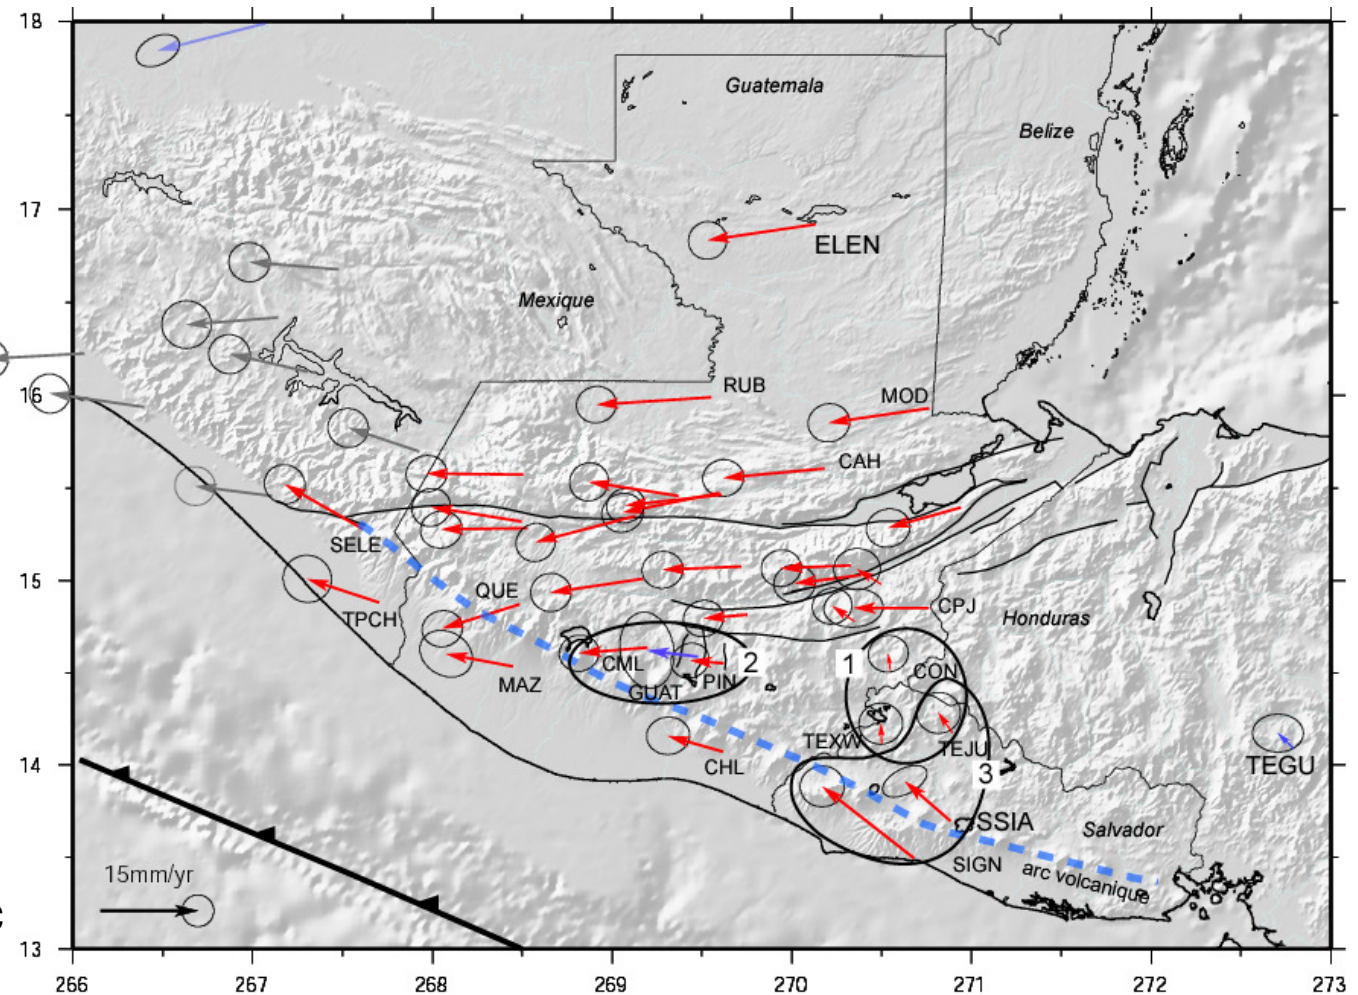 18
Guatemala
Belize
17
ELEN
Mexique
16
RUB
MOD
CAH
SELE
15
QUE
TPCH
CPJ
Honduras
CML
2
1
CON
MAZ
GUAT
PIN
TEXW
TEJU
CHL
TEGU
14
3
SSIA
Salvador
SIGN
arc volcanique
15mm/yr
13
266
267
268
269
270
271
272
273